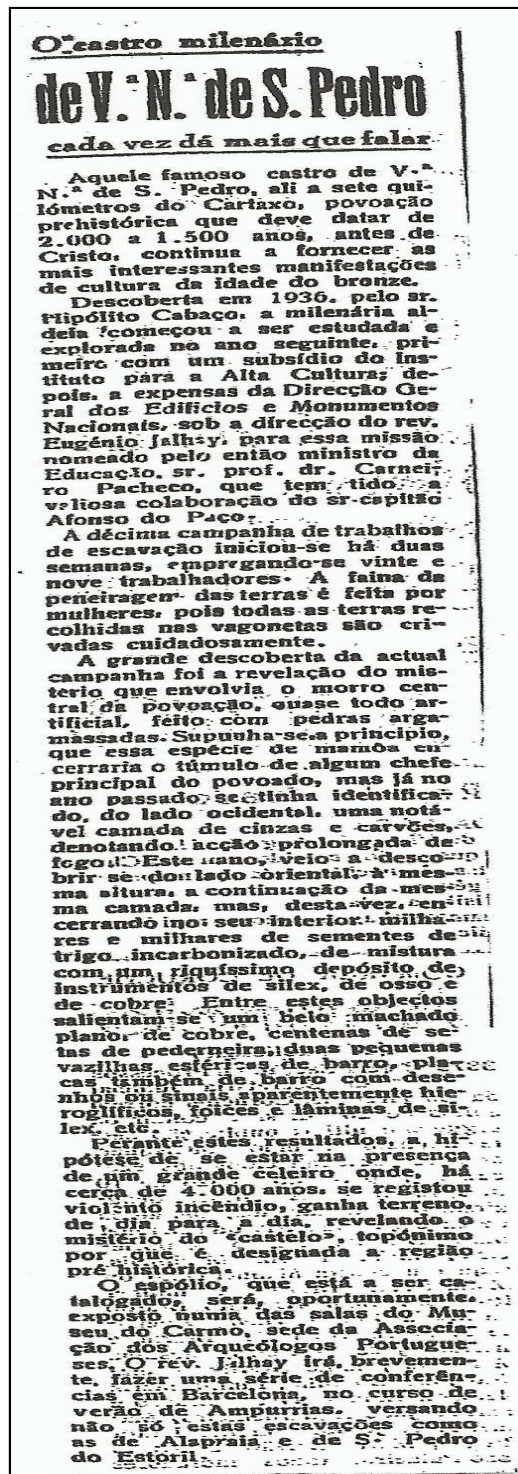 O castro milenário
de V.ª N.ª de S. Pedro
cada vez dá mais que falar
Aquele famoso castro de V.ª
N.ª de S. Pedro, ali a sete qui-
lómetros do Cartaxo, povoação
prehistórica que deve datar de
2.000 a 1.500 anos, antes de
Cristo, continua a fornecer as
mais interessantes manifestações
de cultura da idade do bronze.
Descoberta em 1936, pelo sr.
Hipólito Cabaço, a milenária al-
deia começou a ser estudada e
explorada no ano seguinte, pri-
meiro com um subsídio do Ins-
tituto para a Alta Cultura; de-
pois, a expensas da Direcção Ge-
ral dos Edifícios e Monumentos
Nacionais, sob a direcção do rev.
Eugénio Jalhay, para essa missão
nomeado pelo então ministro da
Educação, sr. prof. dr. Carnei-
ro Pacheco, que tem tido a
valiosa colaboração do sr. capitão
Afonso do Paço.
A décima campanha de trabalhos
de escavação iniciou-se há duas
semanas, empregando-se vinte e
nove trabalhadores. A faina da
peneiragem das terras é feita por
mulheres, pois todas as terras re-
colhidas nas vagonetas são cri-
vadas cuidadosamente.
A grande descoberta da actual
campanha foi a revelação do mis-
terio que envolvia o morro cen-
tral da povoação, quase todo ar-
tificial, feito com pedras arga-
massadas. Supunha-se a principio,
que essa espécie de mamôa en-
cerraria o túmulo de algum chefe
principal do povoado, mas já no
ano passado se tinha identifica-
do, do lado ocidental, uma notá-
vel camada de cinzas e carvões,
denotando acção prolongada de
fogo. Este ano, veio a desco-
brir-se do lado oriental, à mes-
ma altura, a continuação da mes-
ma camada, mas, desta vez, en-
cerrando no seu interior milha-
res e milhares de sementes de
trigo incarbonizado, de mistura
com um riquíssimo depósito de
instrumentos de silex, de osso e
de cobre. Entre estes objectos
salientam-se um belo machado
plano, de cobre, centenas de se-
tas de pederneira, duas pequenas
vazilhas esféricas de barro, pla-
cas também de barro com dese-
nhos ou sinais aparentemente hie-
roglíficos, foices e lâminas de si-
lex, etc.
Perante estes resultados, a hi-
pótese de se estar na presença
de um grande celeiro onde, há
cerca de 4.000 anos, se registou
violento incêndio, ganha terreno,
de dia para a dia, revelando o
mistério do «castelo», topónimo
por que é designada a região
pré histórica.
O espólio, que está a ser ca-
talogado, será, oportunamente,
exposto numa das salas do Mu-
seu do Carmo, sede da Associa-
ção dos Arqueólogos Portugue-
ses. O rev. Jalhay irá, brevemen-
te, fazer uma série de conferên-
cias em Barcelona, no curso de
verão de Ampurrias, versando
não só estas escavações como
as de Alapraia e de S. Pedro
do Estoril.